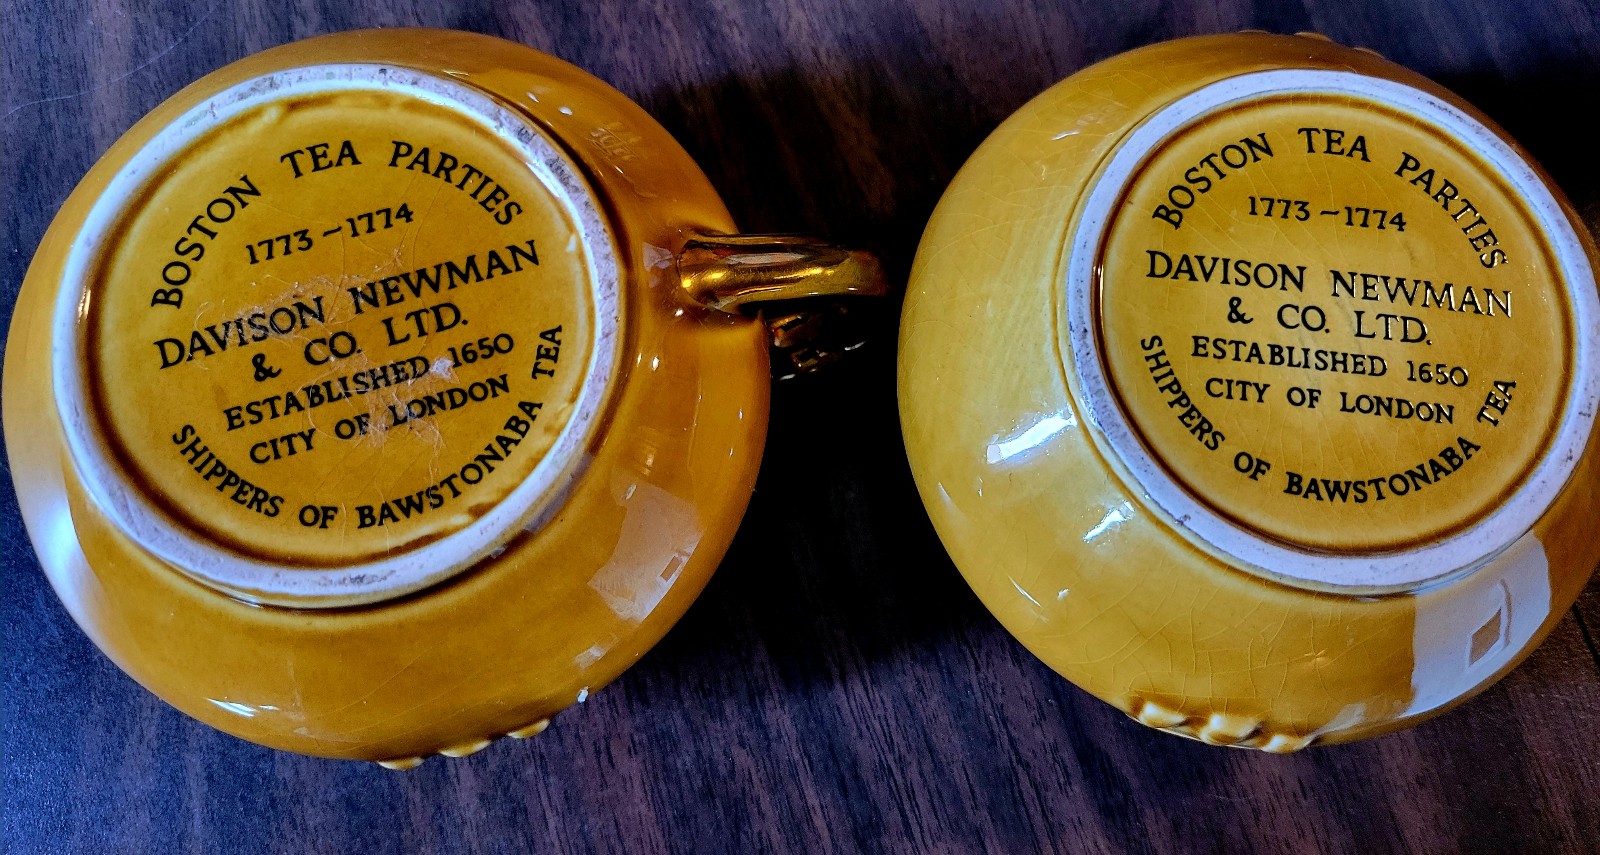 BOSTON TEA PARTIES
1773~1774
DAVISON NEWMAN
& CO. LTD.
ESTABLISHED 1650
CITY OF LONDON
SHIPPERS OF BAWSTONABA TEA
BOSTON TEA PARTIES
1773~1774
DAVISON NEWMAN
& CO. LTD.
ESTABLISHED 1650
CITY OF LONDON
SHIPPERS OF BAWSTONABA TEA